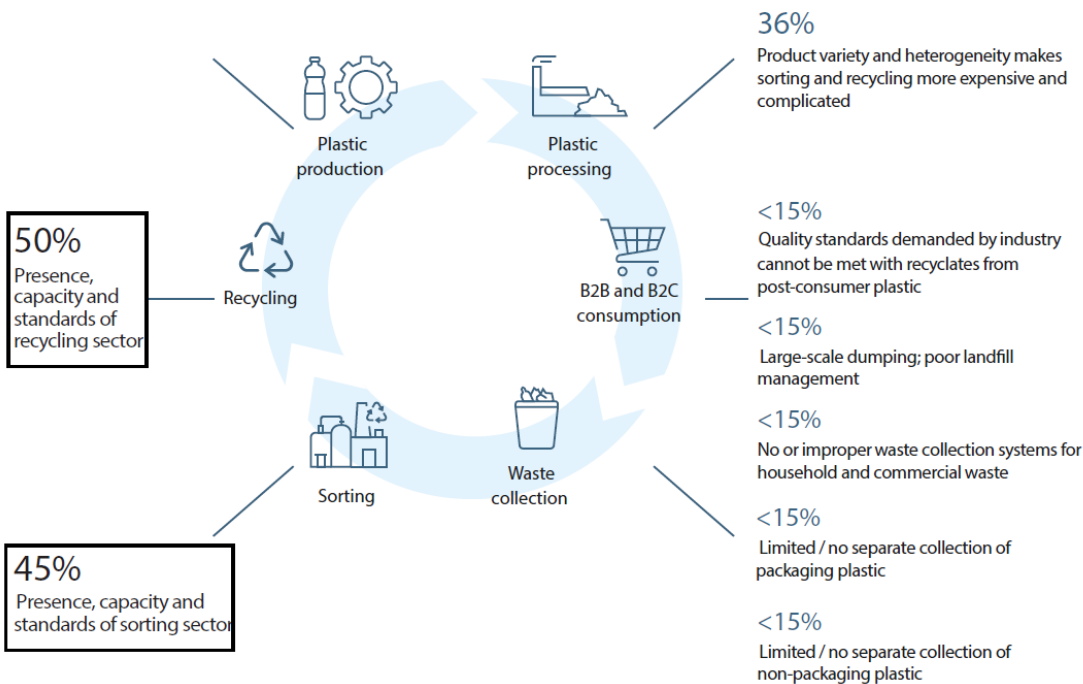 36%
Product variety and heterogeneity makes
sorting and recycling more expensive and
complicated
Plastic
production
Plastic
processing
<15%
Quality standards demanded by industry
cannot be met with recyclates from
post-consumer plastic
50%
Presence,
capacity and
standards of
recycling sector
Recycling
B2B and B2C
consumption
<15%
Large-scale dumping; poor landfill
management
<15%
No or improper waste collection systems for
household and commercial waste
Waste
collection
Sorting
<15%
Limited / no separate collection of
packaging plastic
45%
Presence, capacity and
standards of sorting sector
<15%
Limited / no separate collection of
non-packaging plastic